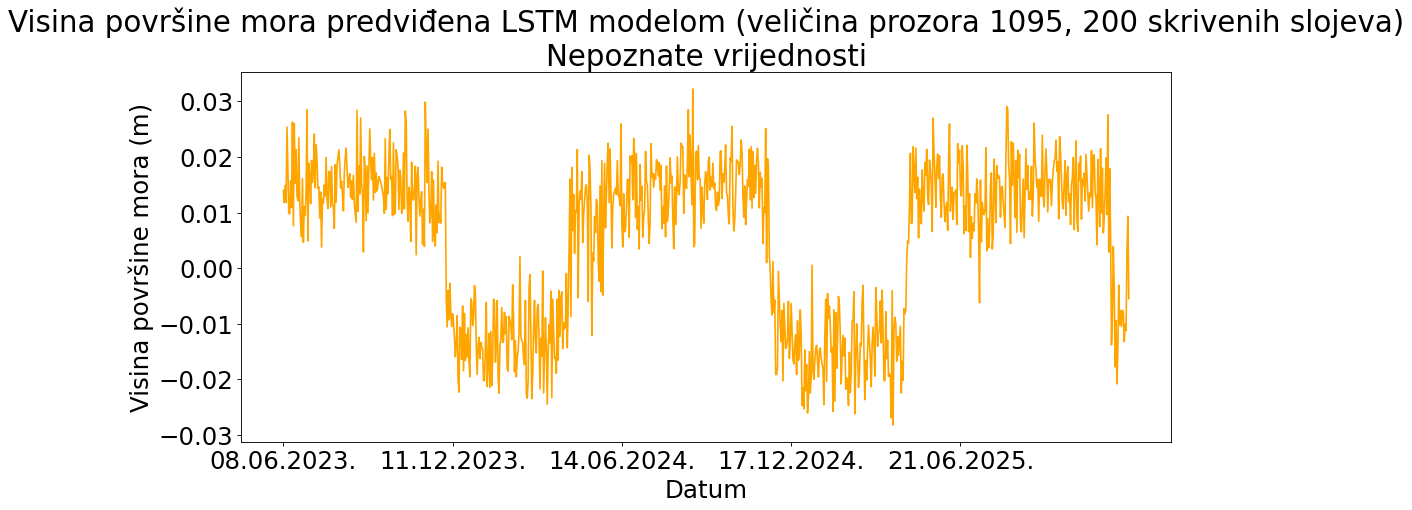 Visina površine mora predviđena LSTM modelom (veličina prozora 1095, 200 skrivenih slojeva)
Nepoznate vrijednosti
Visina površine mora (m)
0.03
0.02
0.01
0.00
−0.01
−0.02
−0.03
08.06.2023. 11.12.2023. 14.06.2024. 17.12.2024. 21.06.2025.
Datum